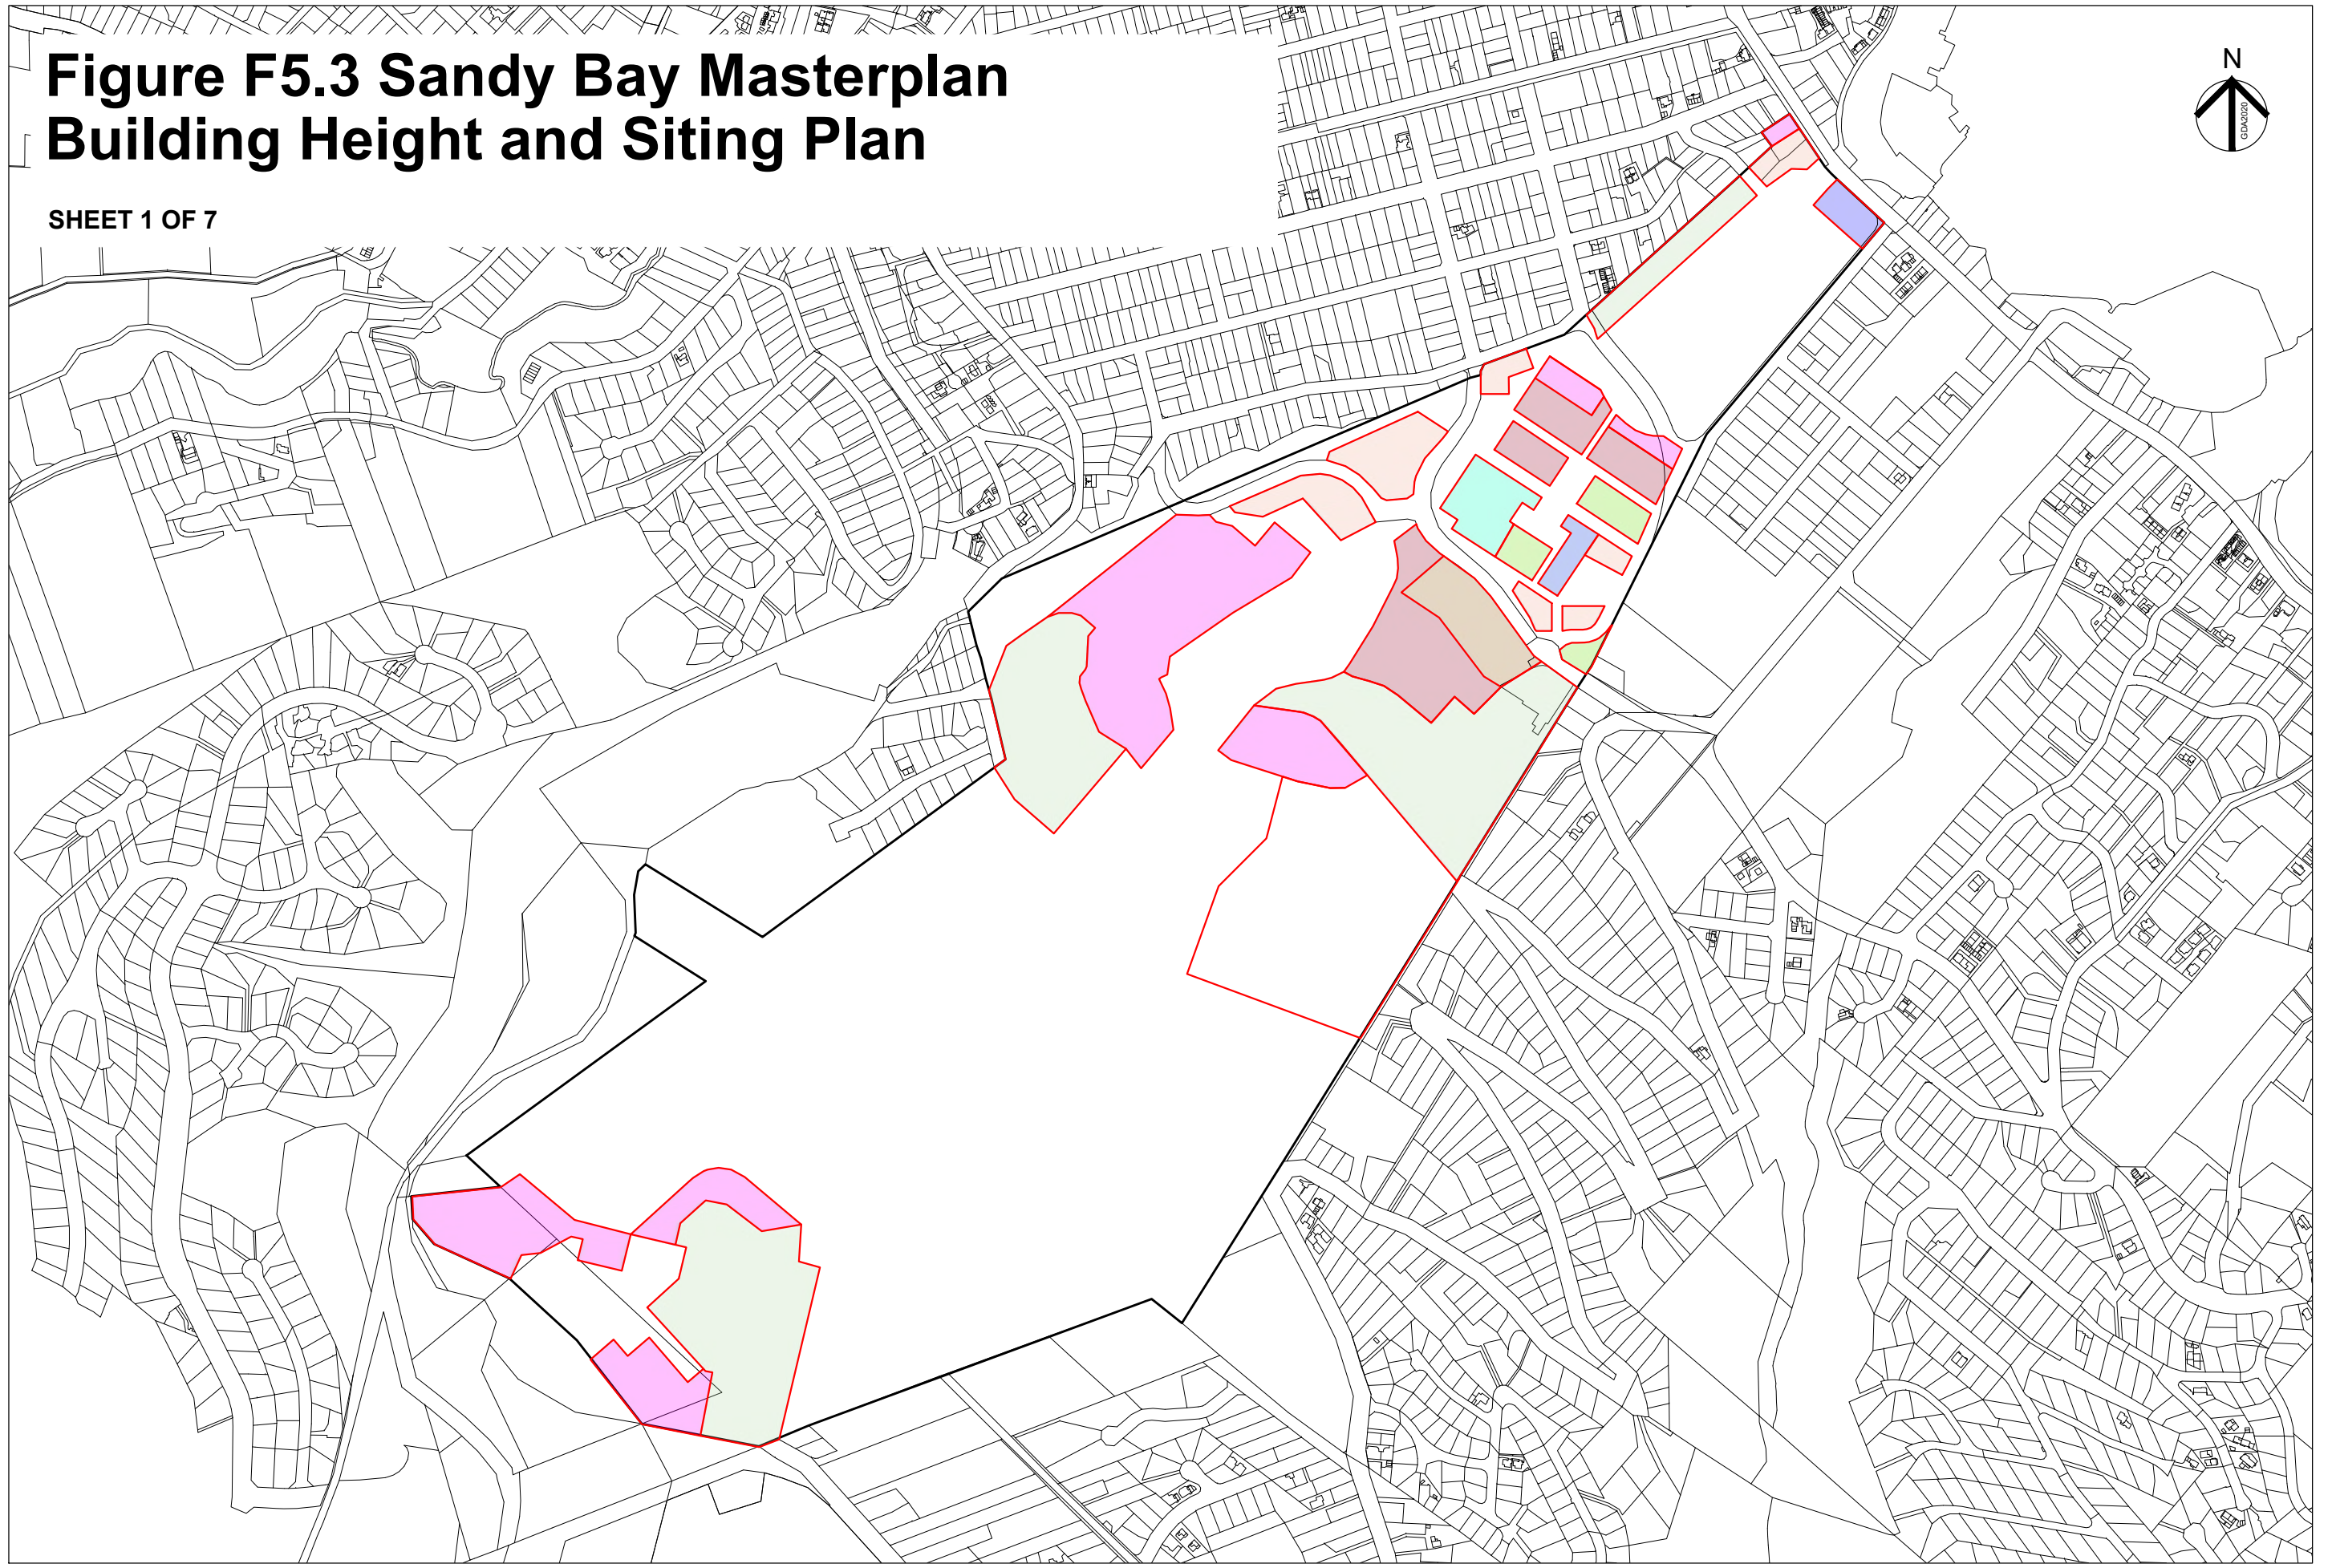 Figure F5.3 Sandy Bay Masterplan
Building Height and Siting Plan
SHEET 1 OF 7
N
GDA2020